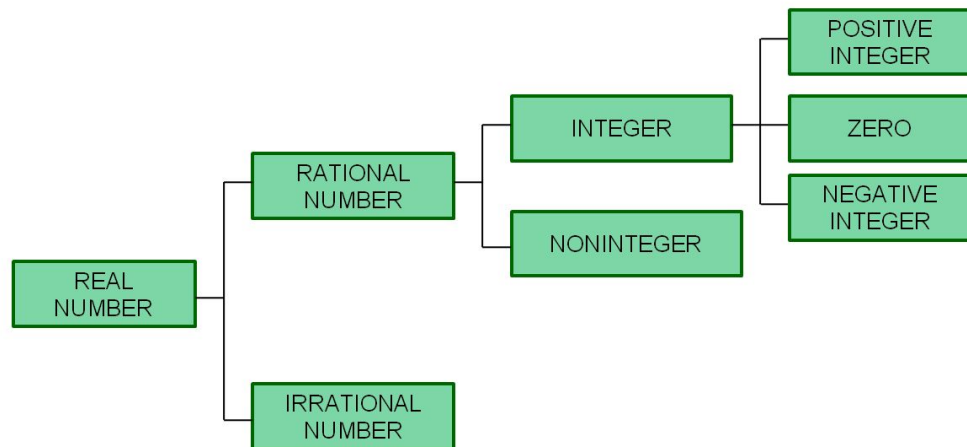 POSITIVE
INTEGER
INTEGER
ZERO
RATIONAL
NUMBER
NEGATIVE
INTEGER
NONINTEGER
REAL
NUMBER
IRRATIONAL
NUMBER